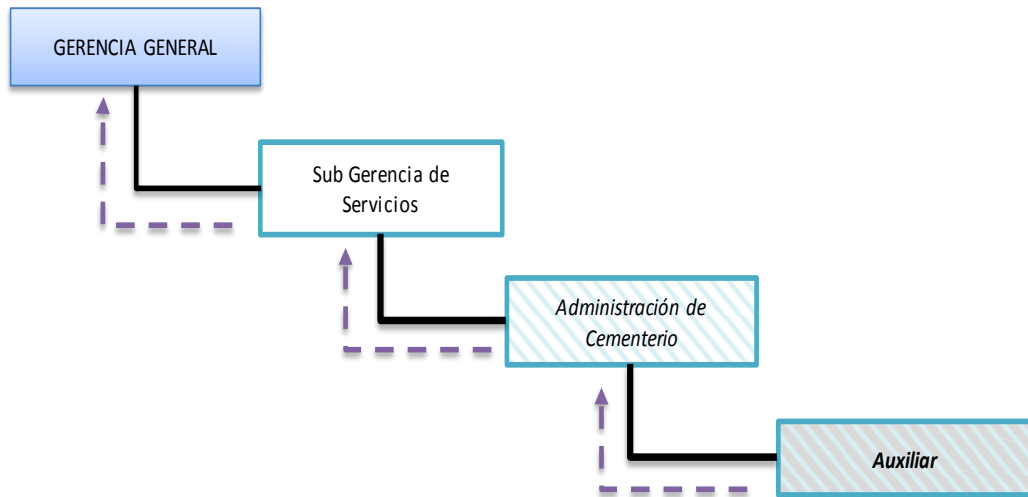 GERENCIA GENERAL
Sub Gerencia de
Servicios
Administración de
Cementerio
Auxiliar